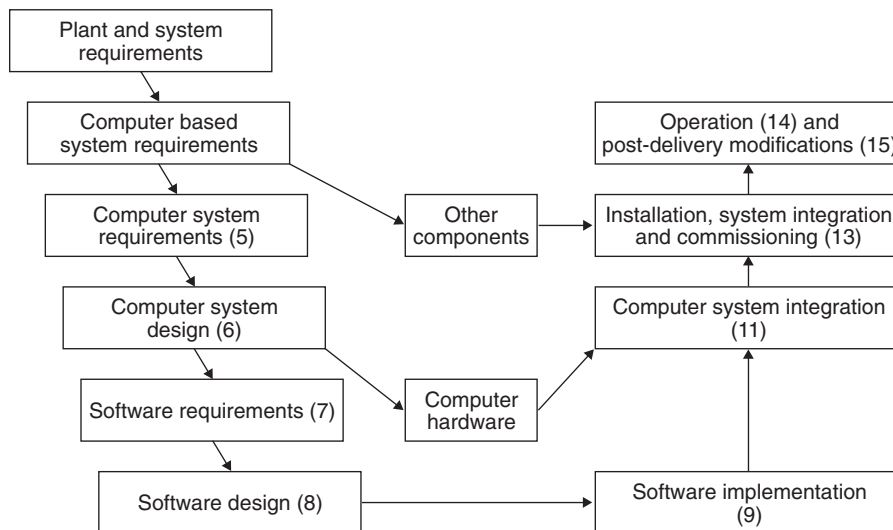 Plant and system
requirements
Computer based
system requirements
Operation (14) and
post-delivery modifications (15)
Computer system
requirements (5)
Other
components
Installation, system integration
and commissioning (13)
Computer system
design (6)
Computer system integration
(11)
Software requirements (7)
Computer
hardware
Software design (8)
Software implementation
(9)